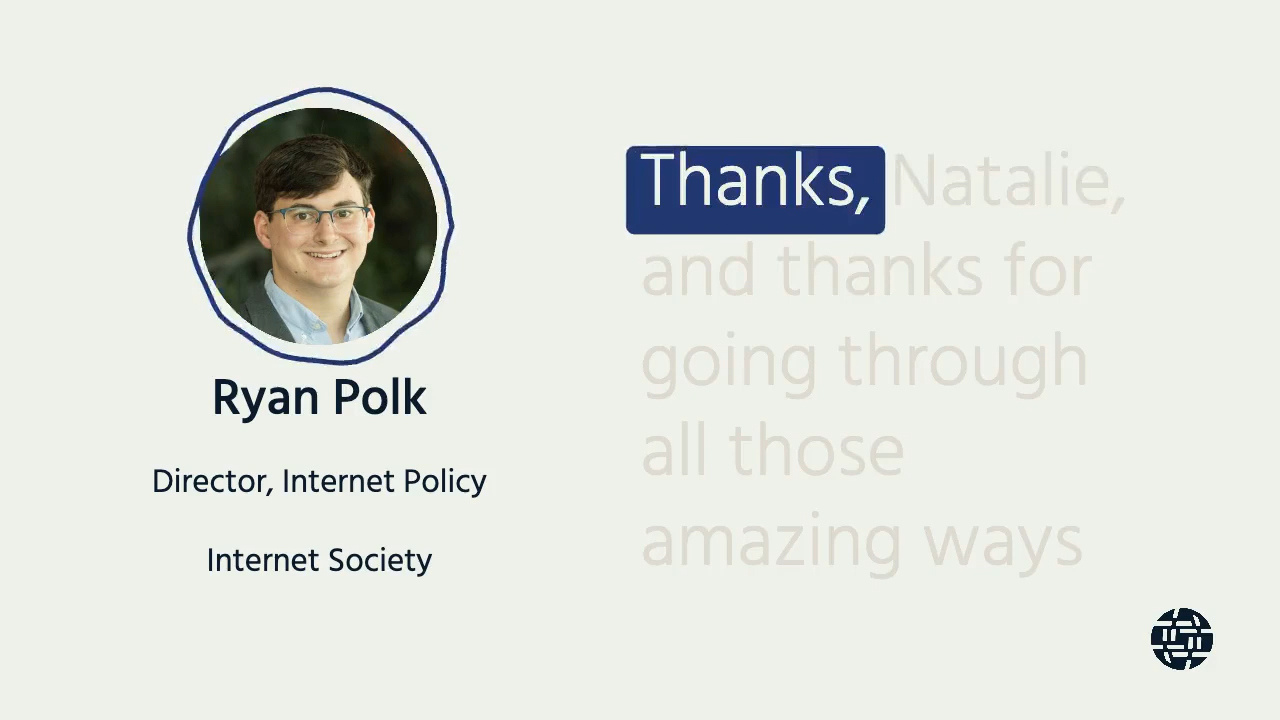 Ryan Polk
Director, Internet Policy
Internet Society
Thanks, Natalie,
and thanks for
going through
all those
amazing ways